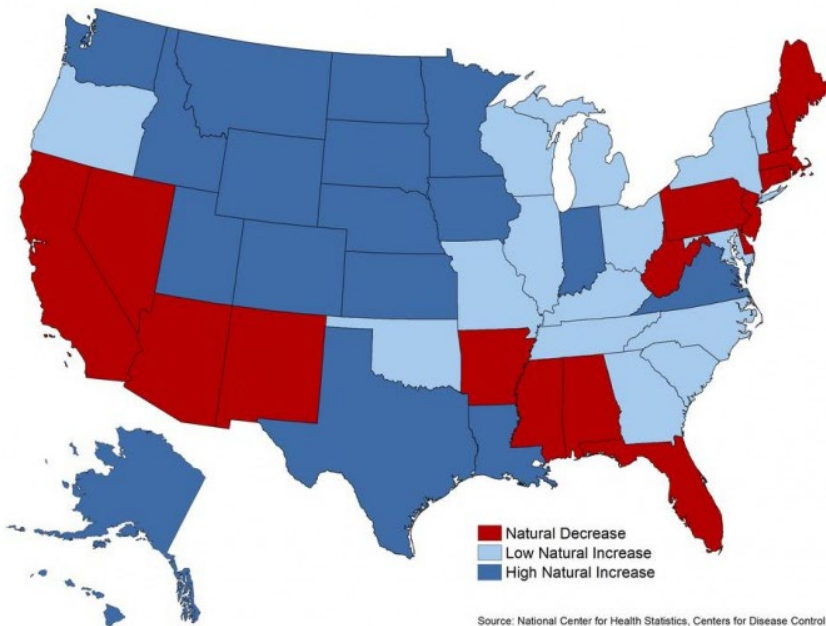 Natural Decrease
Low Natural Increase
High Natural Increase
Source: National Center for Health Statistics, Centers for Disease Control